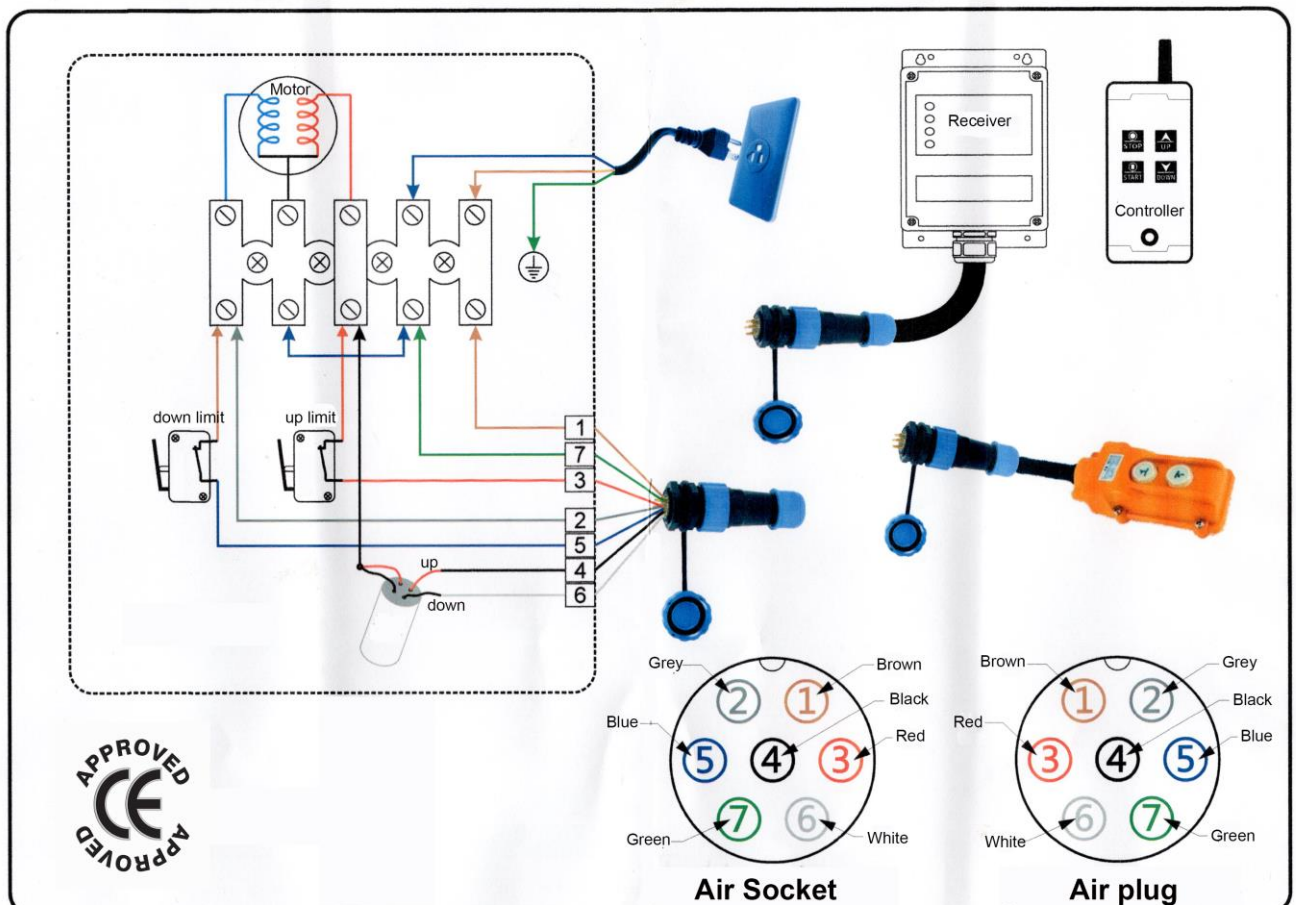 Motor
Receiver
STOP
UP
START
DOWN
Controller
down limit
up limit
1
7
3
2
5
up
4
down
6
Grey
Brown
2
1
Black
Blue
Red
5
4
3
7
6
Green
White
Air Socket
Brown
Grey
1
2
Black
Red
Blue
3
4
5
6
7
White
Green
Air plug
APPROVED
CE
APPROVED